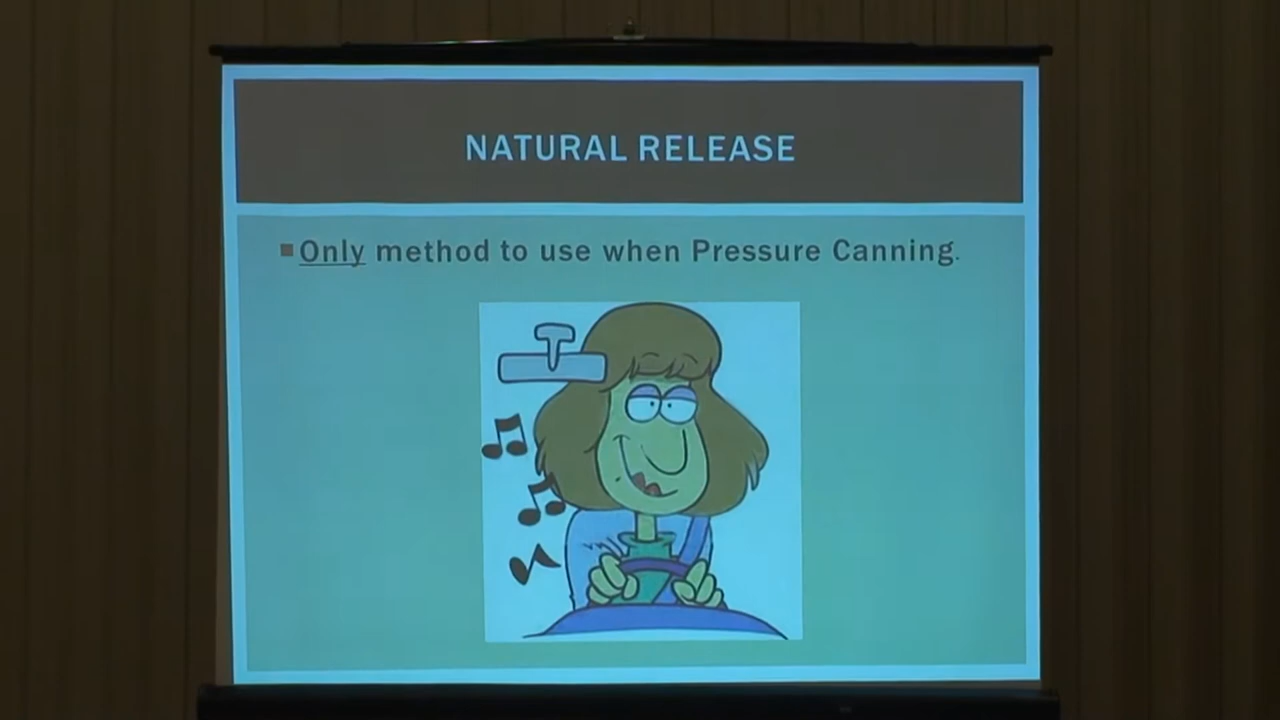 NATURAL RELEASE
Only method to use when Pressure Canning.